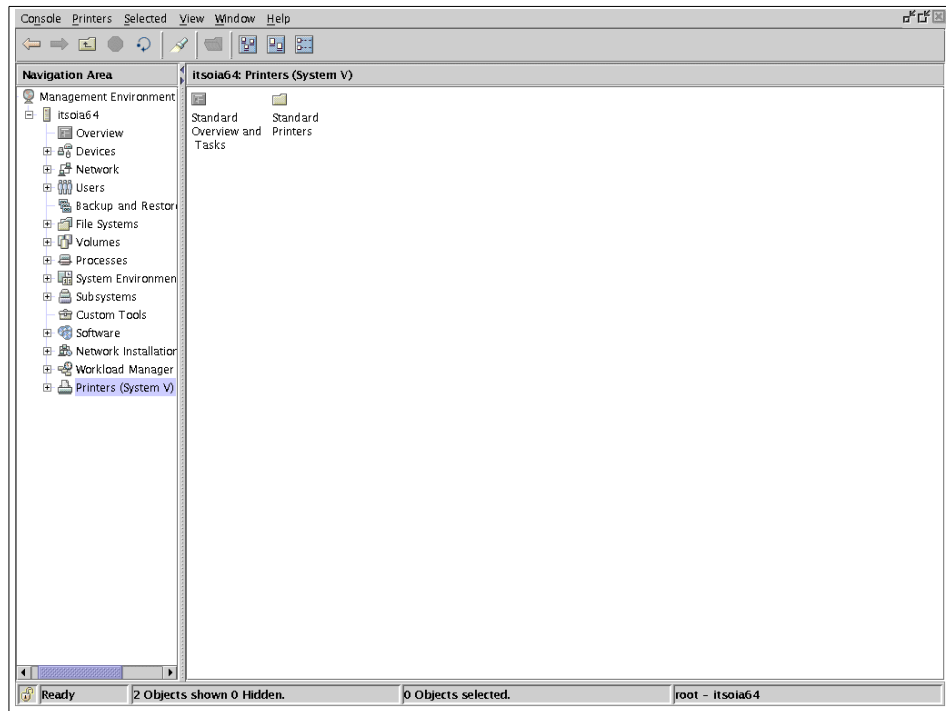 Console Printers Selected View Window Help
Navigation Area
itsoia64: Printers (System V)
Management Environment
itsoia64
Overview
Devices
Network
Users
Backup and Restor
File Systems
Volumes
Processes
System Environmen
Subsystems
Custom Tools
Software
Network Installation
Workload Manager
Printers (System V)
Standard
Overview and
Tasks
Standard
Printers
Ready
2 Objects shown 0 Hidden.
0 Objects selected.
root - itsoia64